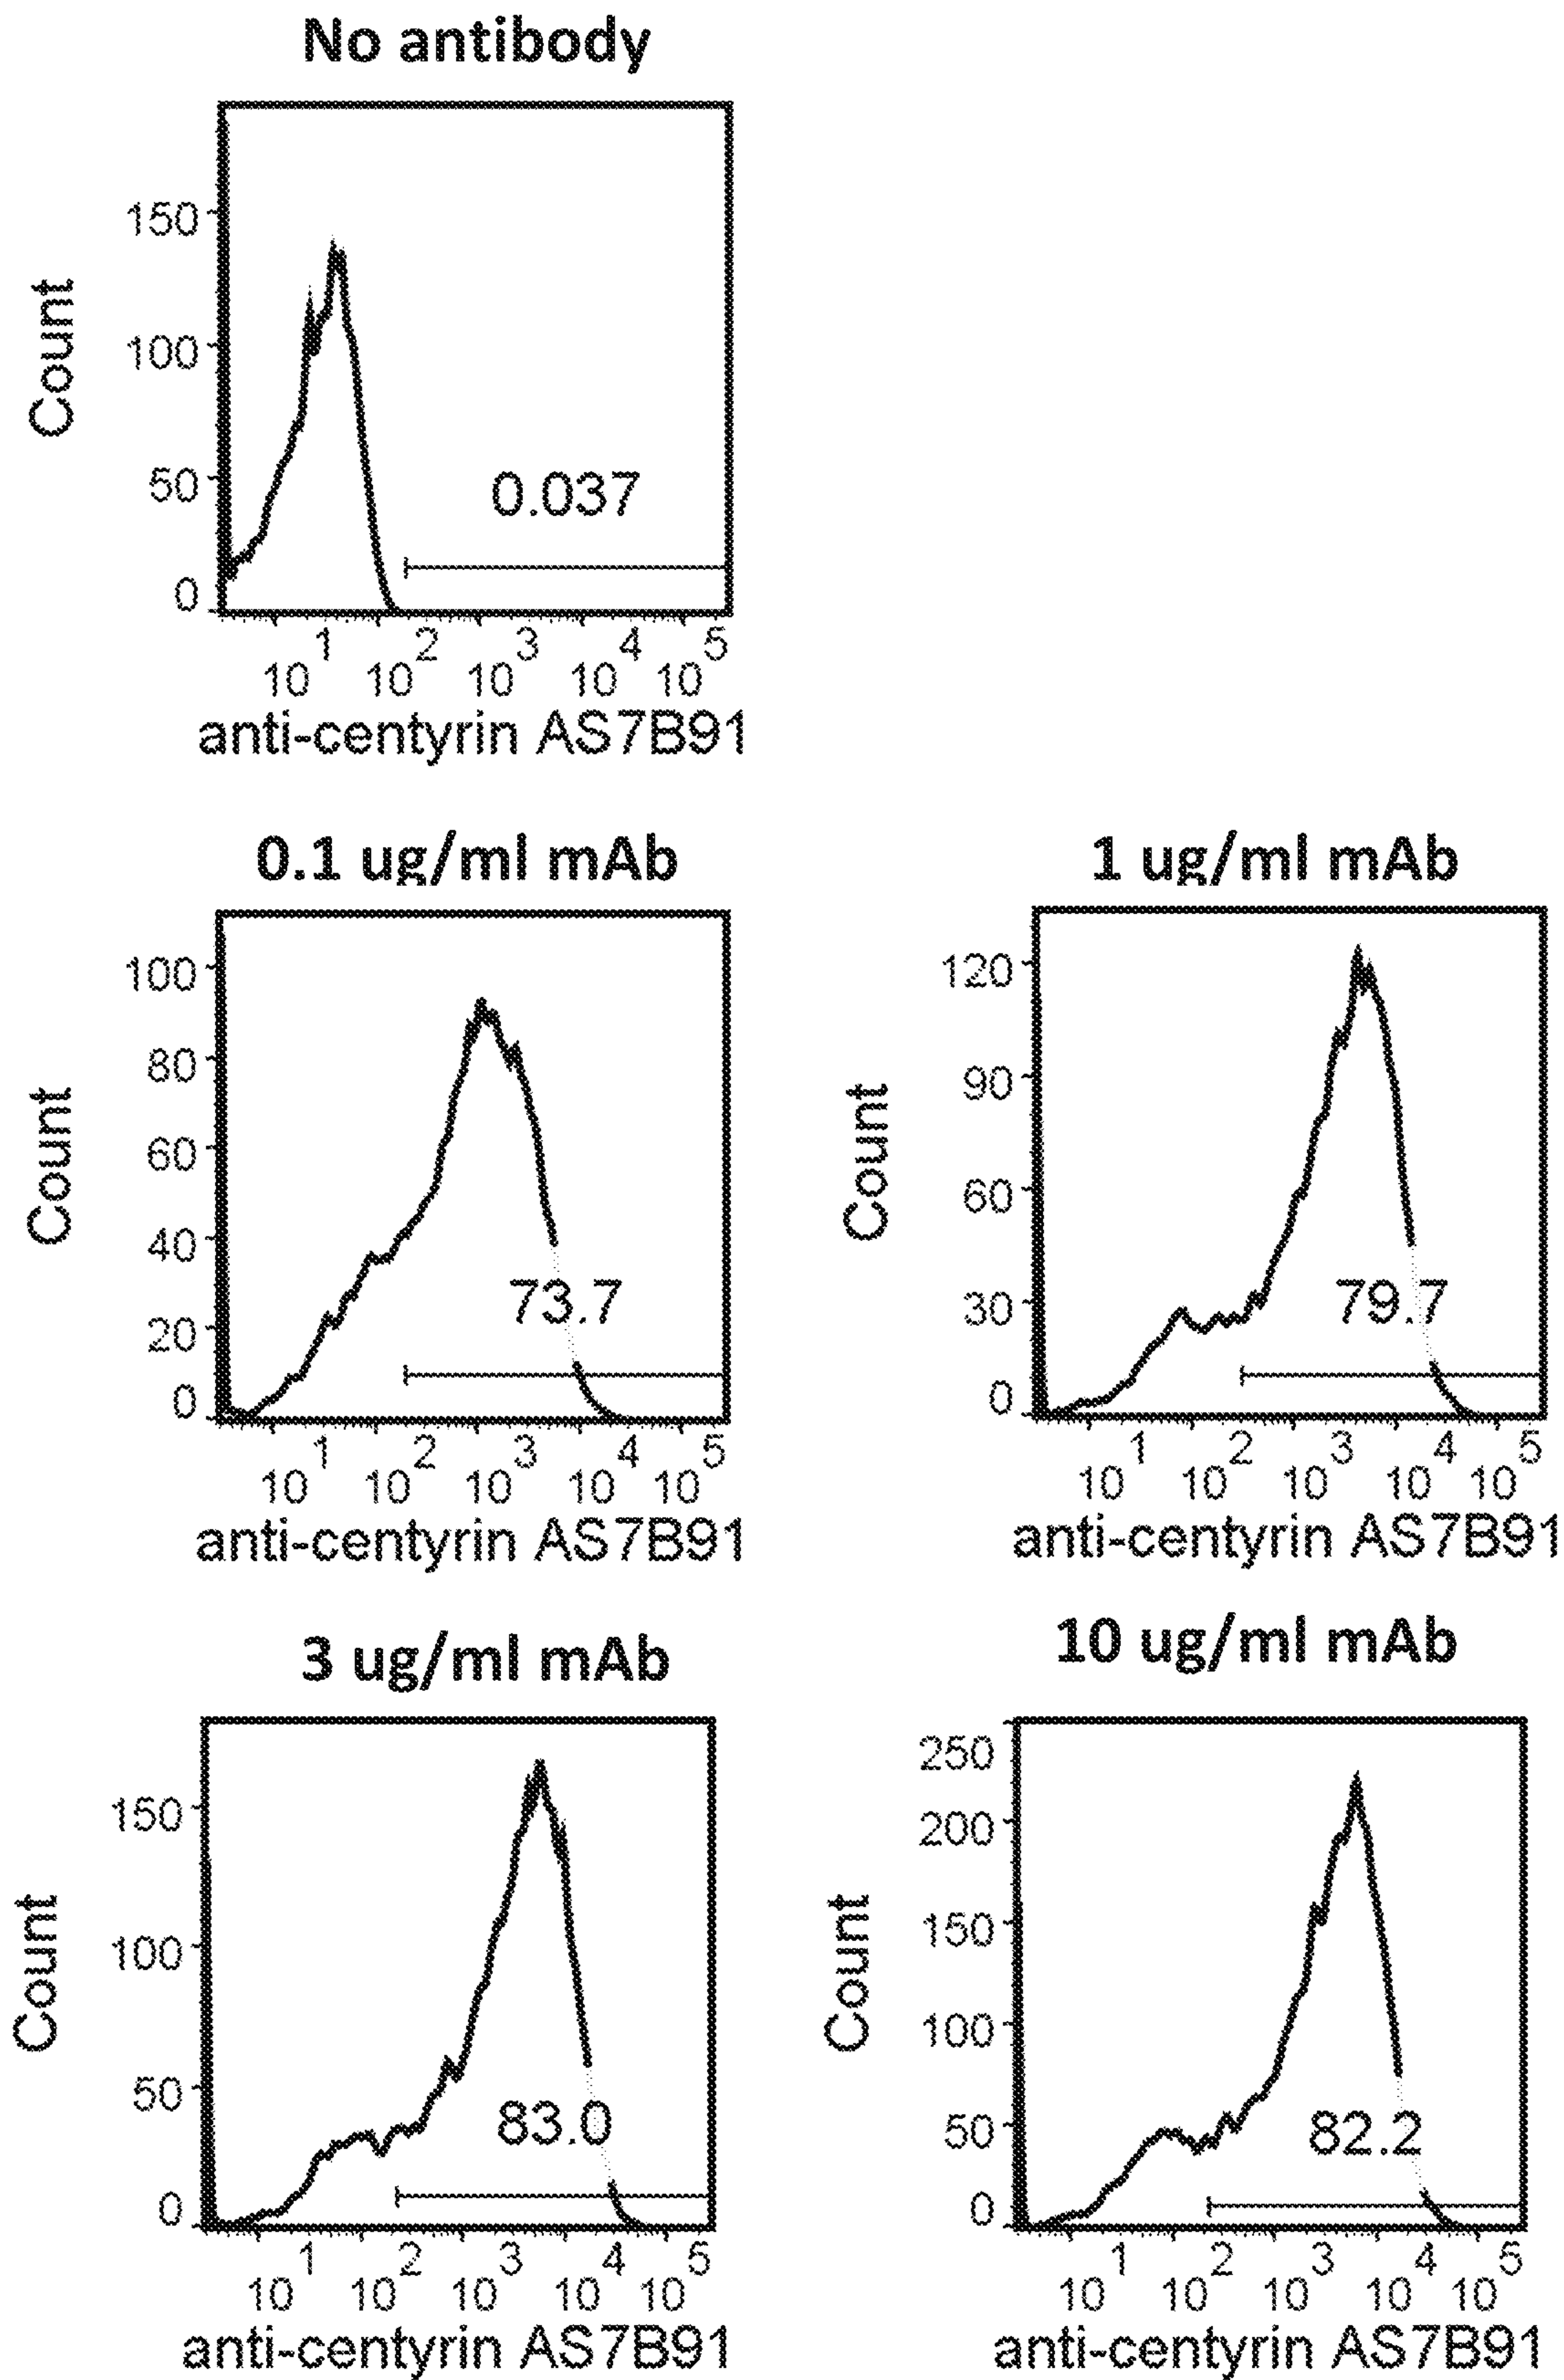 No antibody
Count
150
100
50
0
0.037
10^1 10^2 10^3 10^4 10^5
anti-centyrin AS7B91
0.1 ug/ml mAb
Count
100
80
60
40
20
0
73.7
10^1 10^2 10^3 10^4 10^5
anti-centyrin AS7B91
1 ug/ml mAb
Count
120
90
60
30
0
79.7
10^1 10^2 10^3 10^4 10^5
anti-centyrin AS7B91
3 ug/ml mAb
Count
150
100
50
0
83.0
10^1 10^2 10^3 10^4 10^5
anti-centyrin AS7B91
10 ug/ml mAb
Count
250
200
150
100
50
0
82.2
10^1 10^2 10^3 10^4 10^5
anti-centyrin AS7B91